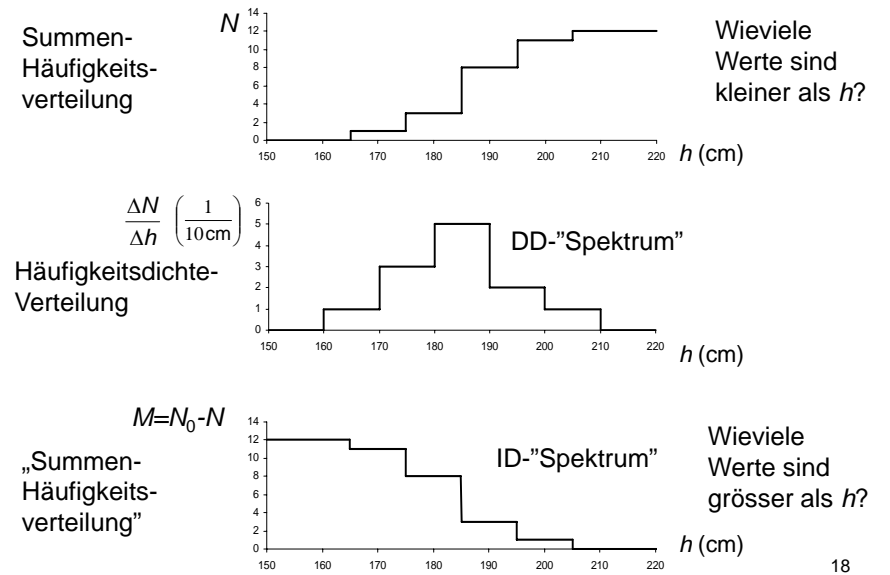 Summen-
Häufigkeits-
verteilung
N
14
12
10
8
6
4
2
0
150 160 170 180 190 200 210 220
h (cm)
Wieviele
Werte sind
kleiner als h?
ΔN/Δh (1/10cm)
Häufigkeitsdichte-
Verteilung
6
5
4
3
2
1
0
150 160 170 180 190 200 210 220
DD-”Spektrum”
h (cm)
M=N₀-N
„Summen-
Häufigkeits-
verteilung”
14
12
10
8
6
4
2
0
150 160 170 180 190 200 210 220
ID-”Spektrum”
h (cm)
Wieviele
Werte sind
grösser als h?
18